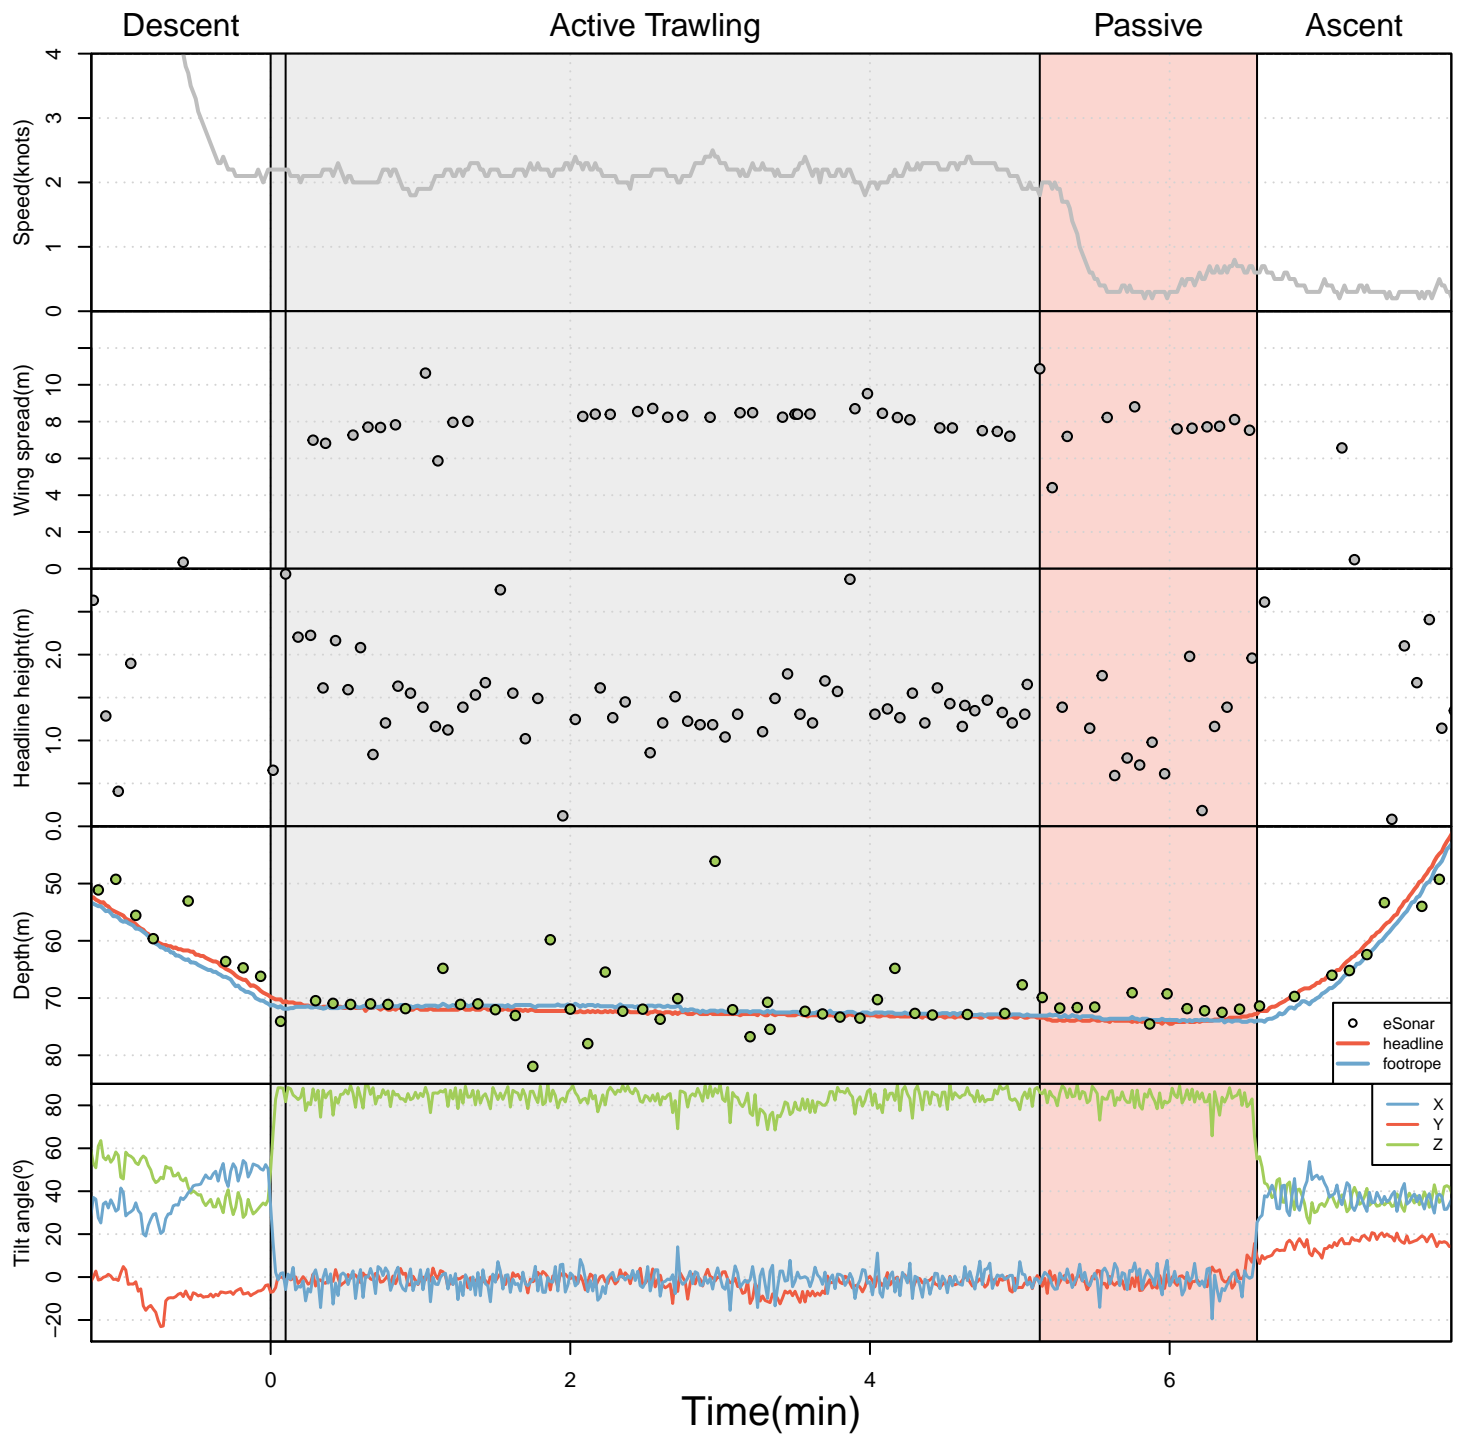 Descent Active Trawling Passive Ascent
Speed(knots)
4
3
2
1
0
Wing spread(m)
10
8
6
4
2
0
Headline height(m)
2.0
1.0
0.0
Depth(m)
50
60
70
80
eSonar
headline
footrope
Tilt angle(º)
80
60
40
20
0
−20
X
Y
Z
0 2 4 6
Time(min)